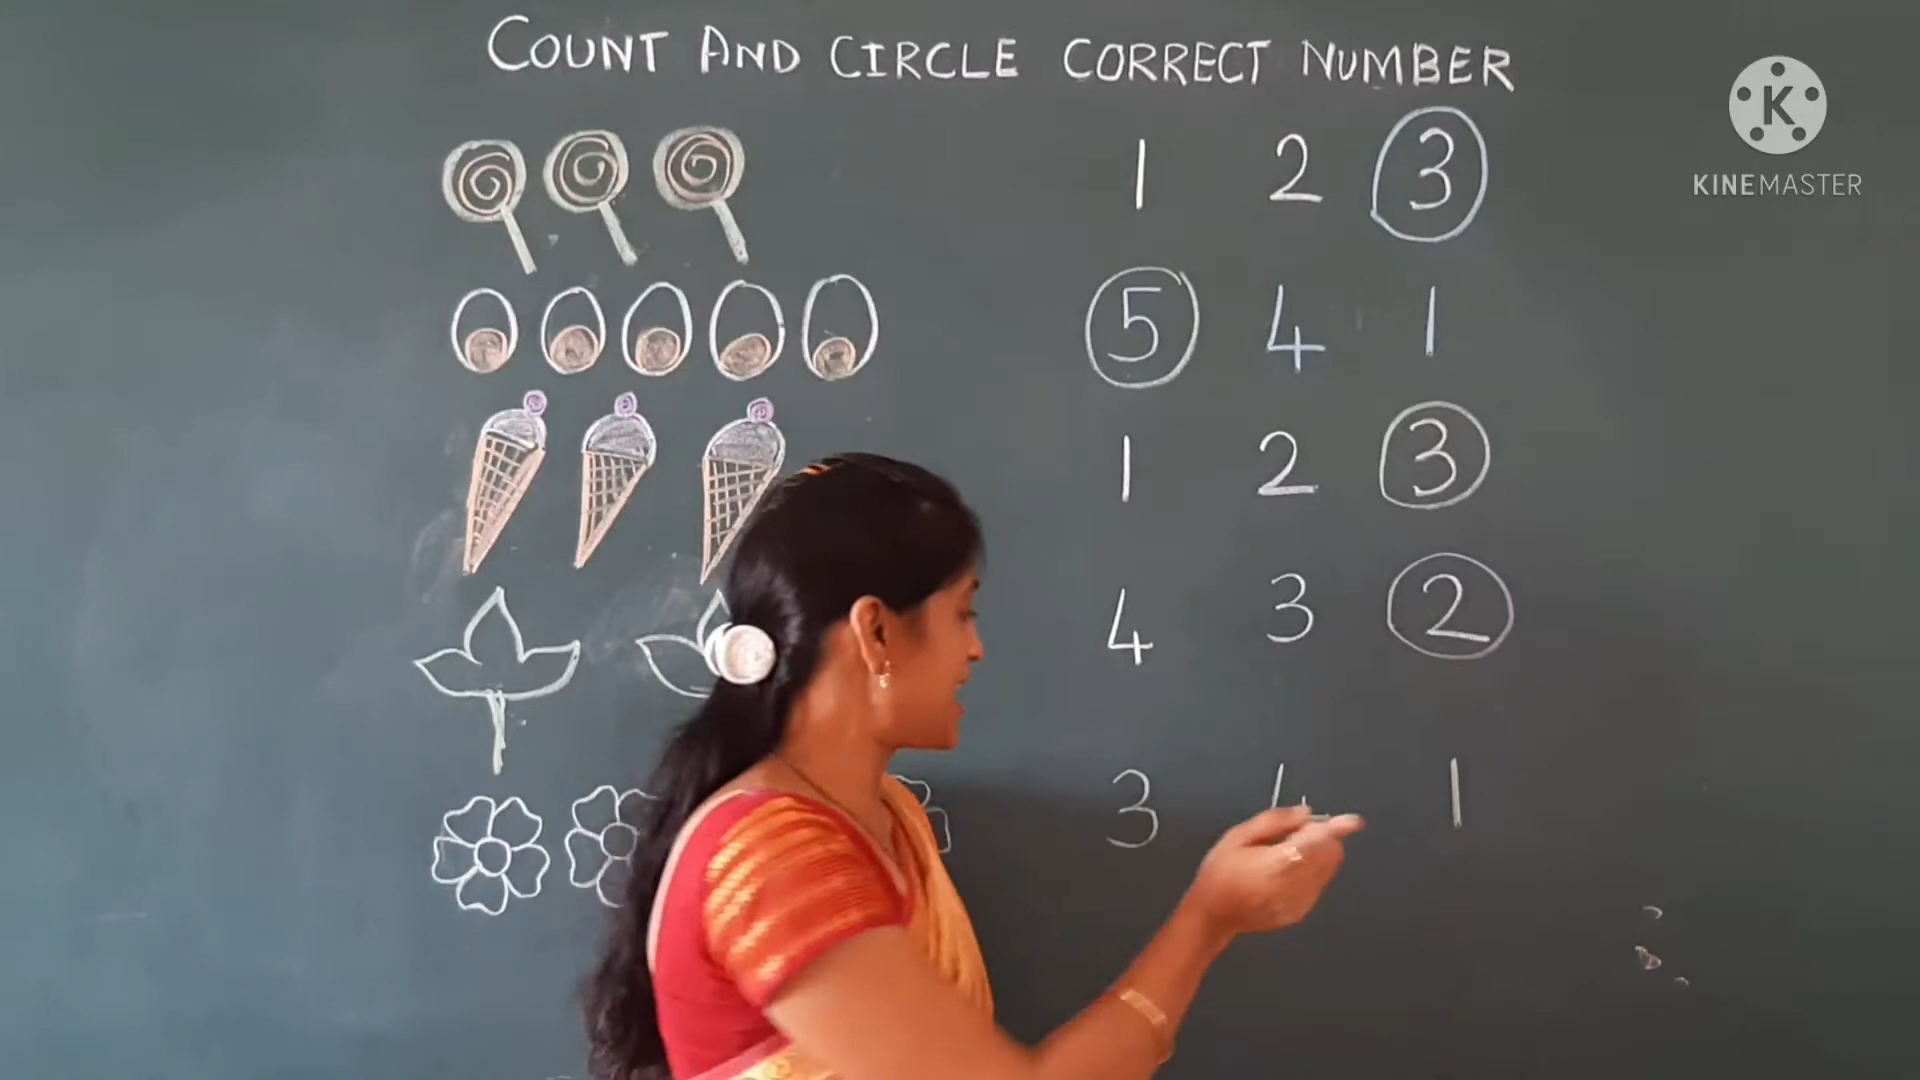 COUNT AND CIRCLE CORRECT NUMBER
KINEMASTER
1 2 3
5 4 1
1 2 3
4 3 2
3 4 1